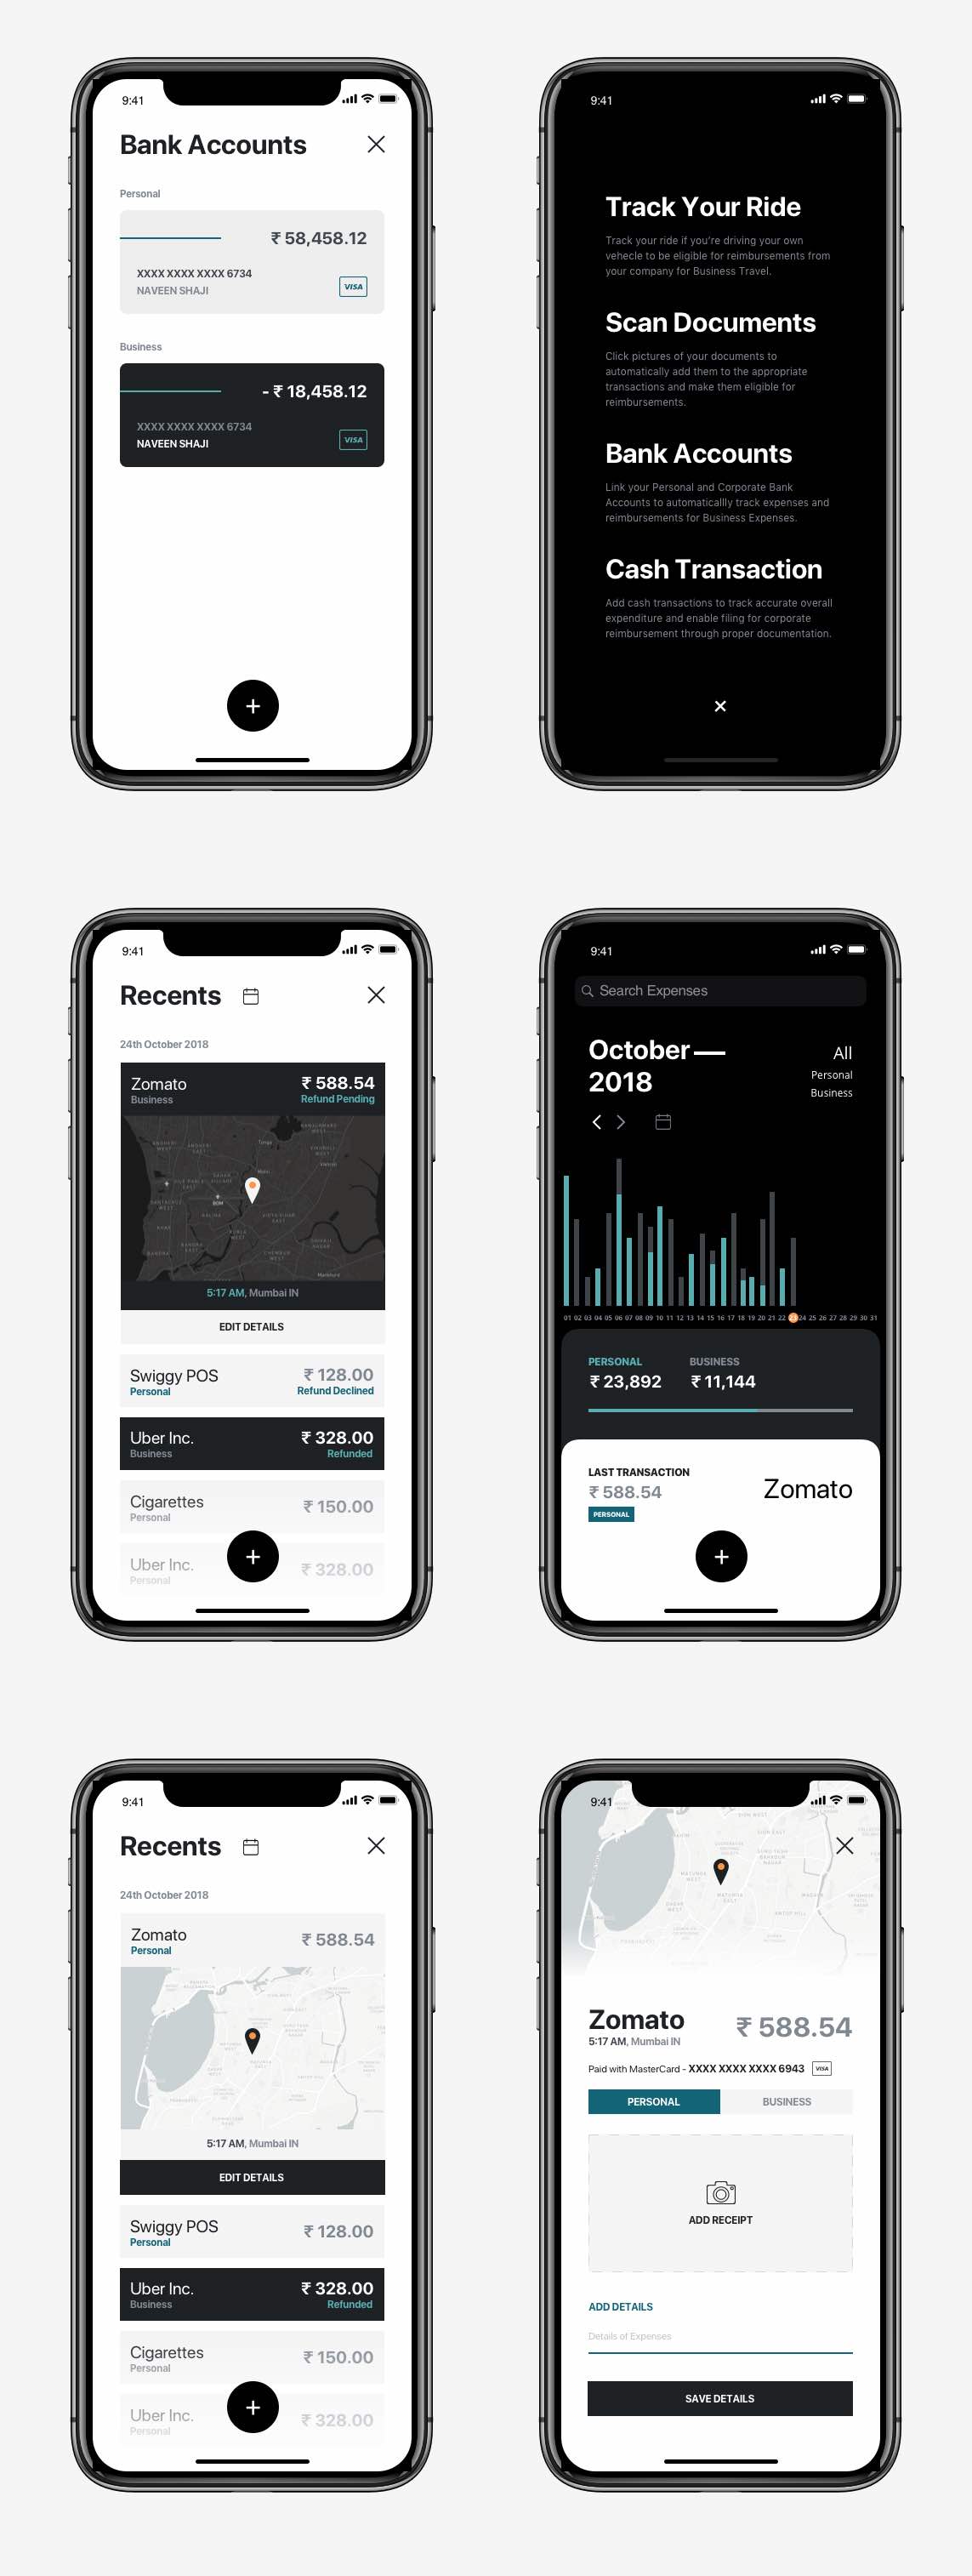 9:41
Bank Accounts
Personal
₹ 58,458.12
XXXX XXXX XXXX 6734
NAVEEN SHAJI
VISA
Business
- ₹ 18,458.12
XXXX XXXX XXXX 6734
NAVEEN SHAJI
VISA
+
9:41
Track Your Ride
Track your ride if you're driving your own
vehecle to be eligible for reimbursements from
your company for Business Travel.
Scan Documents
Click pictures of your documents to
automatically add them to the appropriate
transactions and make them eligible for
reimbursements.
Bank Accounts
Link your Personal and Corporate Bank
Accounts to automaticallly track expenses and
reimbursements for Business Expenses.
Cash Transaction
Add cash transactions to track accurate overall
expenditure and enable filing for corporate
reimbursement through proper documentation.
9:41
Recents
24th October 2018
Zomato ₹ 588.54
Business Refund Pending
5:17 AM, Mumbai IN
EDIT DETAILS
Swiggy POS ₹ 128.00
Personal Refund Declined
Uber Inc. ₹ 328.00
Business Refunded
Cigarettes ₹ 150.00
Personal
Uber Inc. ₹ 328.00
Personal
+
9:41
Search Expenses
October —
2018
All
Personal
Business
01 02 03 04 05 06 07 08 09 10 11 12 13 14 15 16 17 18 19 20 21 22 23 24 25 26 27 28 29 30 31
PERSONAL BUSINESS
₹ 23,892 ₹ 11,144
LAST TRANSACTION
₹ 588.54 Zomato
PERSONAL
+
9:41
Recents
24th October 2018
Zomato ₹ 588.54
Personal
5:17 AM, Mumbai IN
EDIT DETAILS
Swiggy POS ₹ 128.00
Personal
Uber Inc. ₹ 328.00
Business Refunded
Cigarettes ₹ 150.00
Personal
Uber Inc. ₹ 328.00
Personal
+
9:41
Zomato ₹ 588.54
5:17 AM, Mumbai IN
Paid with MasterCard - XXXX XXXX XXXX 6943 VISA
PERSONAL BUSINESS
ADD RECEIPT
ADD DETAILS
Details of Expenses
SAVE DETAILS